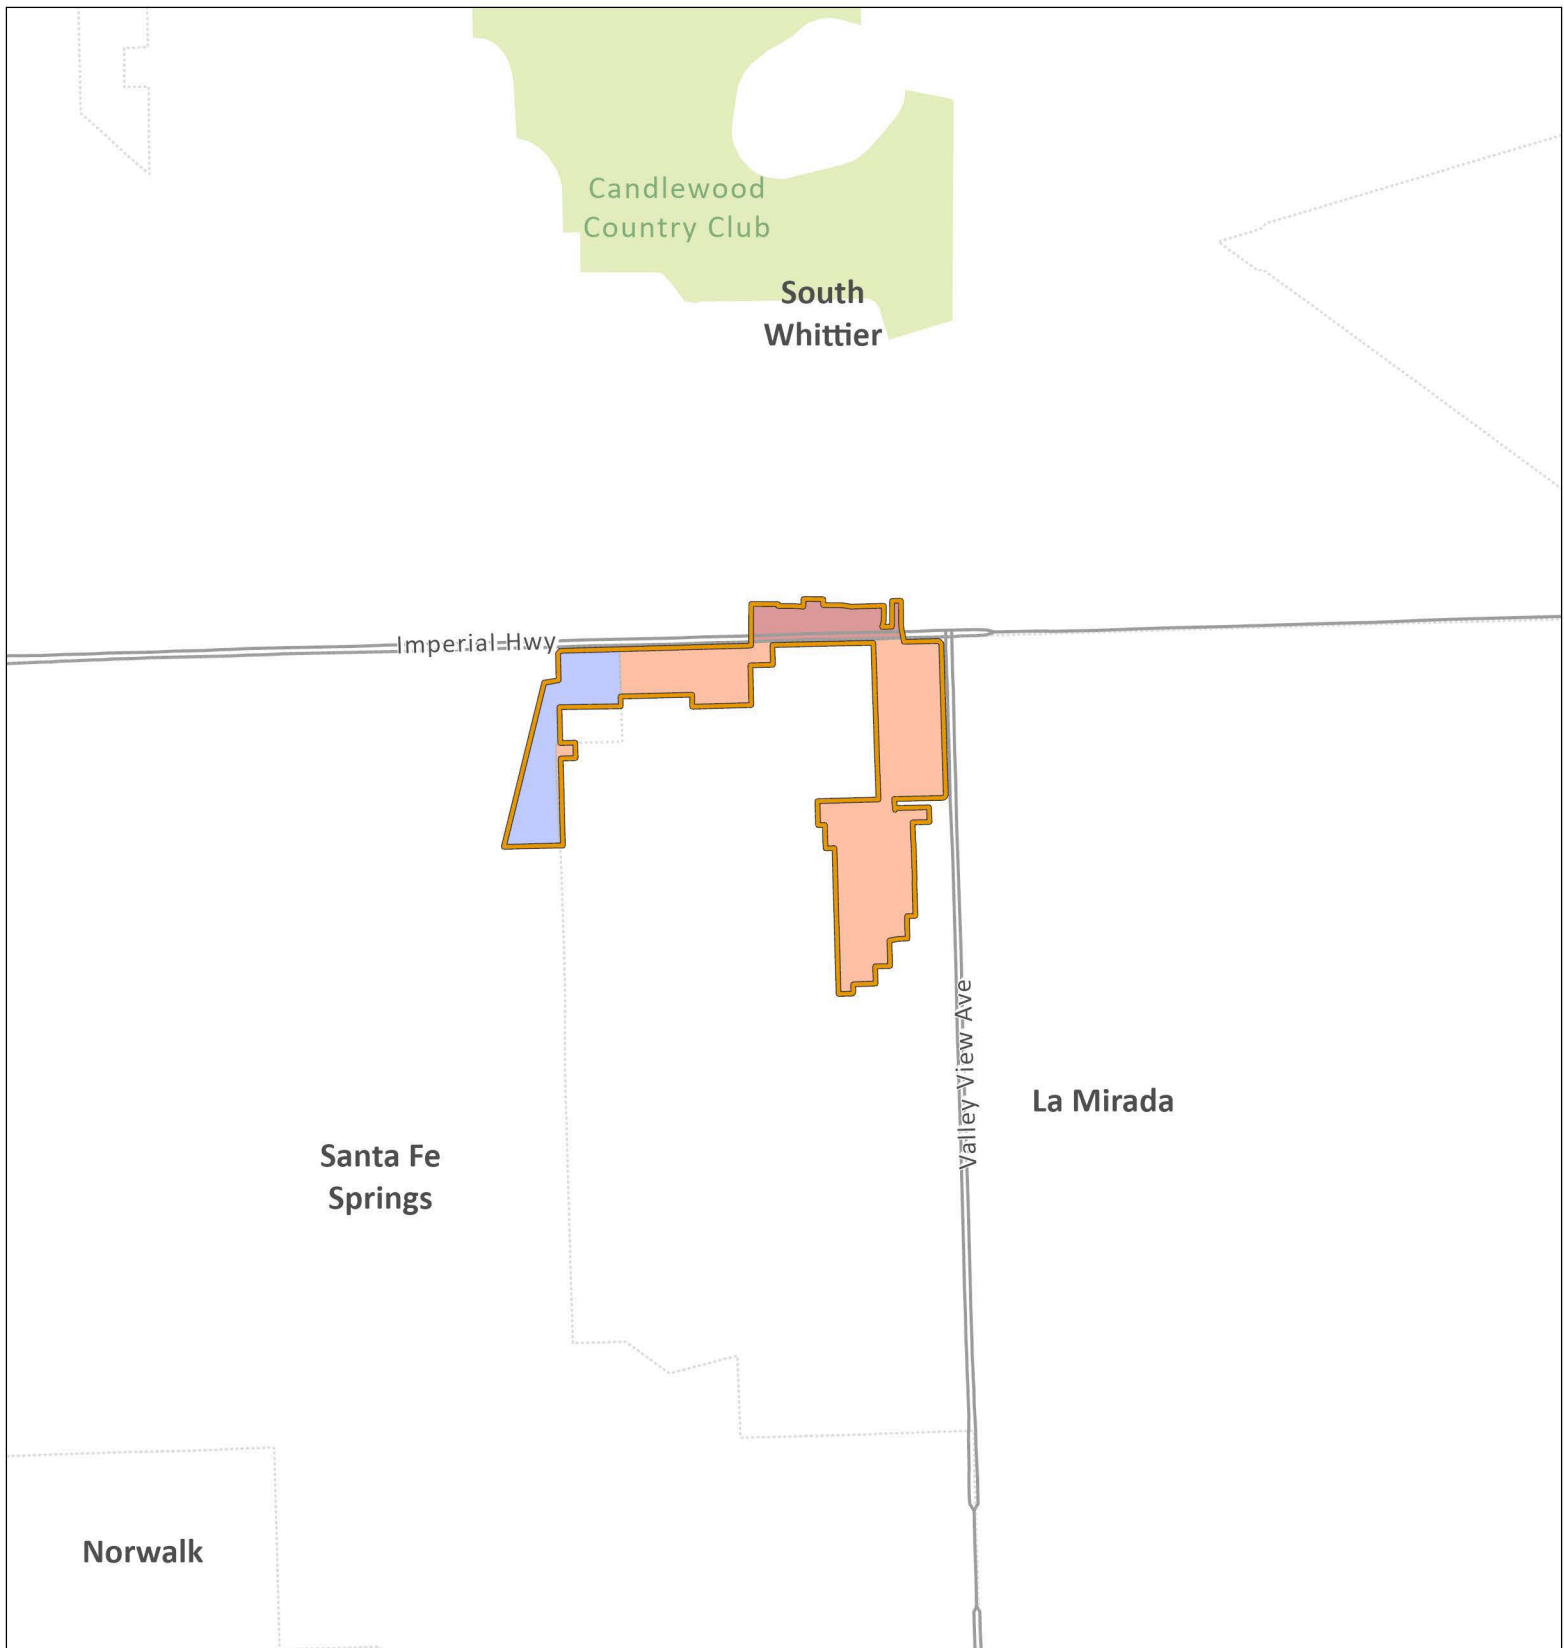 Candlewood
Country Club
South
Whittier
Imperial Hwy
Valley View Ave
La Mirada
Santa Fe
Springs
Norwalk